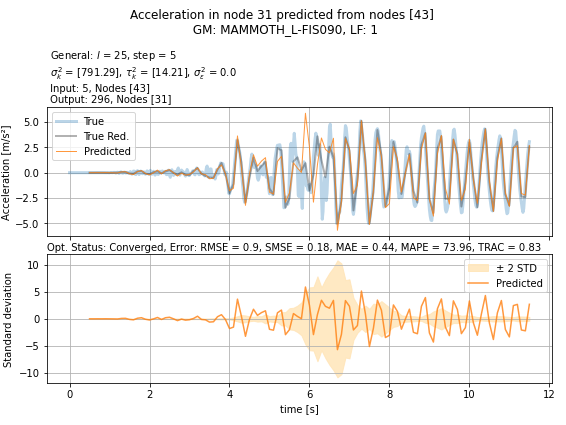 Acceleration in node 31 predicted from nodes [43]
GM: MAMMOTH_L-FIS090, LF: 1
General: l = 25, step = 5
σ²ₖ = [791.29], τ²ₖ = [14.21], σ²ε = 0.0
Input: 5, Nodes [43]
Output: 296, Nodes [31]
Acceleration [m/s²]
5.0
2.5
0.0
−2.5
−5.0
True
True Red.
Predicted
Opt. Status: Converged, Error: RMSE = 0.9, SMSE = 0.18, MAE = 0.44, MAPE = 73.96, TRAC = 0.83
Standard deviation
10
5
0
−5
−10
± 2 STD
Predicted
0 2 4 6 8 10 12
time [s]